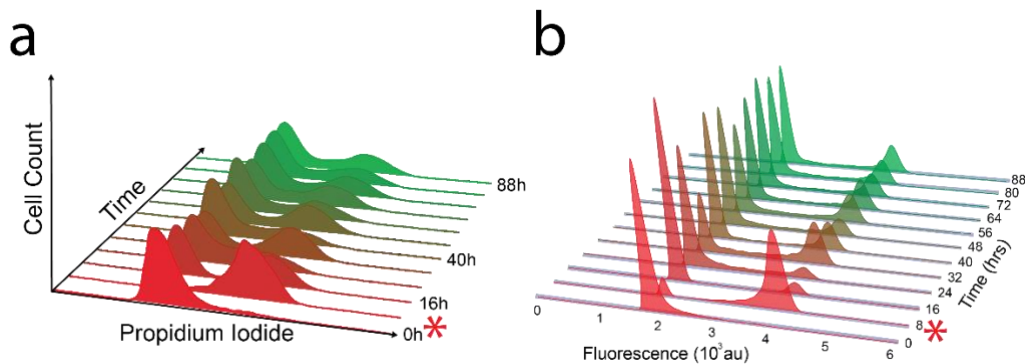 a
Cell Count
Time
Propidium Iodide
88h
40h
16h
0h*
b
0 1 2 3 4 5 6
Fluorescence (10³au)
88
80
72
64
56
48
40
32
24
16
8
0
*
Time (hrs)